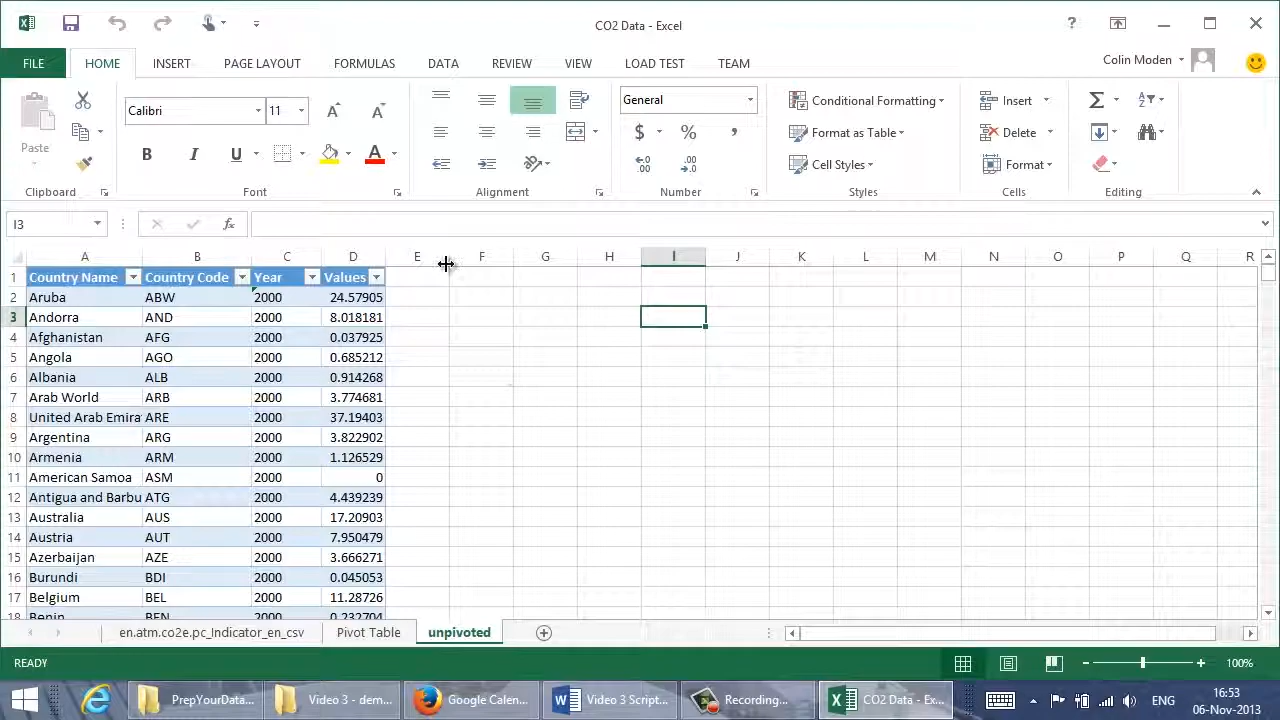 CO2 Data - Excel
?
FILE HOME INSERT PAGE LAYOUT FORMULAS DATA REVIEW VIEW LOAD TEST TEAM Colin Moden
Calibri 11 General Conditional Formatting Insert
Paste B I U A $ % Format as Table Delete
Cell Styles Format
Clipboard Font Alignment Number Styles Cells Editing
I3 fx
A B C D E F G H I J K L M N O P Q R
1 Country Name Country Code Year Values
2 Aruba ABW 2000 24.57905
3 Andorra AND 2000 8.018181
4 Afghanistan AFG 2000 0.037925
5 Angola AGO 2000 0.685212
6 Albania ALB 2000 0.914268
7 Arab World ARB 2000 3.774681
8 United Arab Emira ARE 2000 37.19403
9 Argentina ARG 2000 3.822902
10 Armenia ARM 2000 1.126529
11 American Samoa ASM 2000 0
12 Antigua and Barbu ATG 2000 4.439239
13 Australia AUS 2000 17.20903
14 Austria AUT 2000 7.950479
15 Azerbaijan AZE 2000 3.666271
16 Burundi BDI 2000 0.045053
17 Belgium BEL 2000 11.28726
18 Benin BEN 2000 0.232704
en.atm.co2e.pc_Indicator_en_csv Pivot Table unpivoted
READY 100%
PrepYourData... Video 3 - dem... Google Calen... Video 3 Script... Recording... CO2 Data - Ex... ENG 16:53
06-Nov-2013